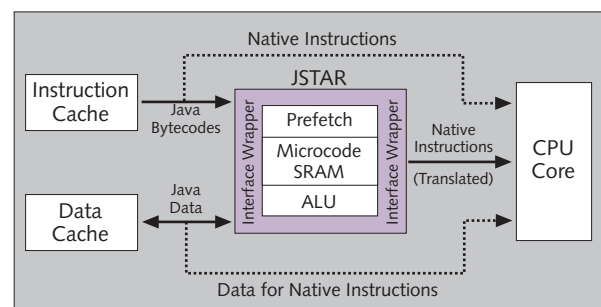 Native Instructions
JSTAR
Instruction
Cache
Java
Bytecodes
Interface Wrapper
Prefetch
Microcode
SRAM
ALU
Interface Wrapper
Native
Instructions
(Translated)
CPU
Core
Data
Cache
Java
Data
Data for Native Instructions